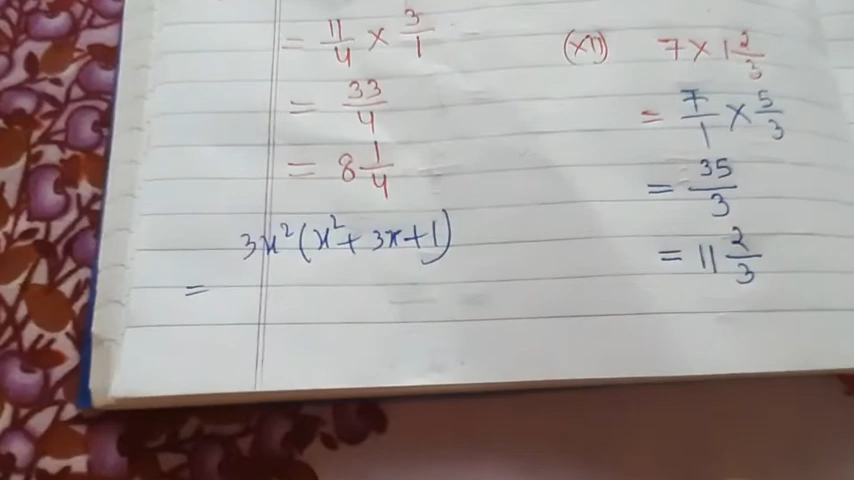 = 11/4 × 3/1
= 33/4
= 8 1/4
3x²(x² + 3x + 1)
=
(xii) 7 × 1 2/3
= 7/1 × 5/3
= 35/3
= 11 2/3